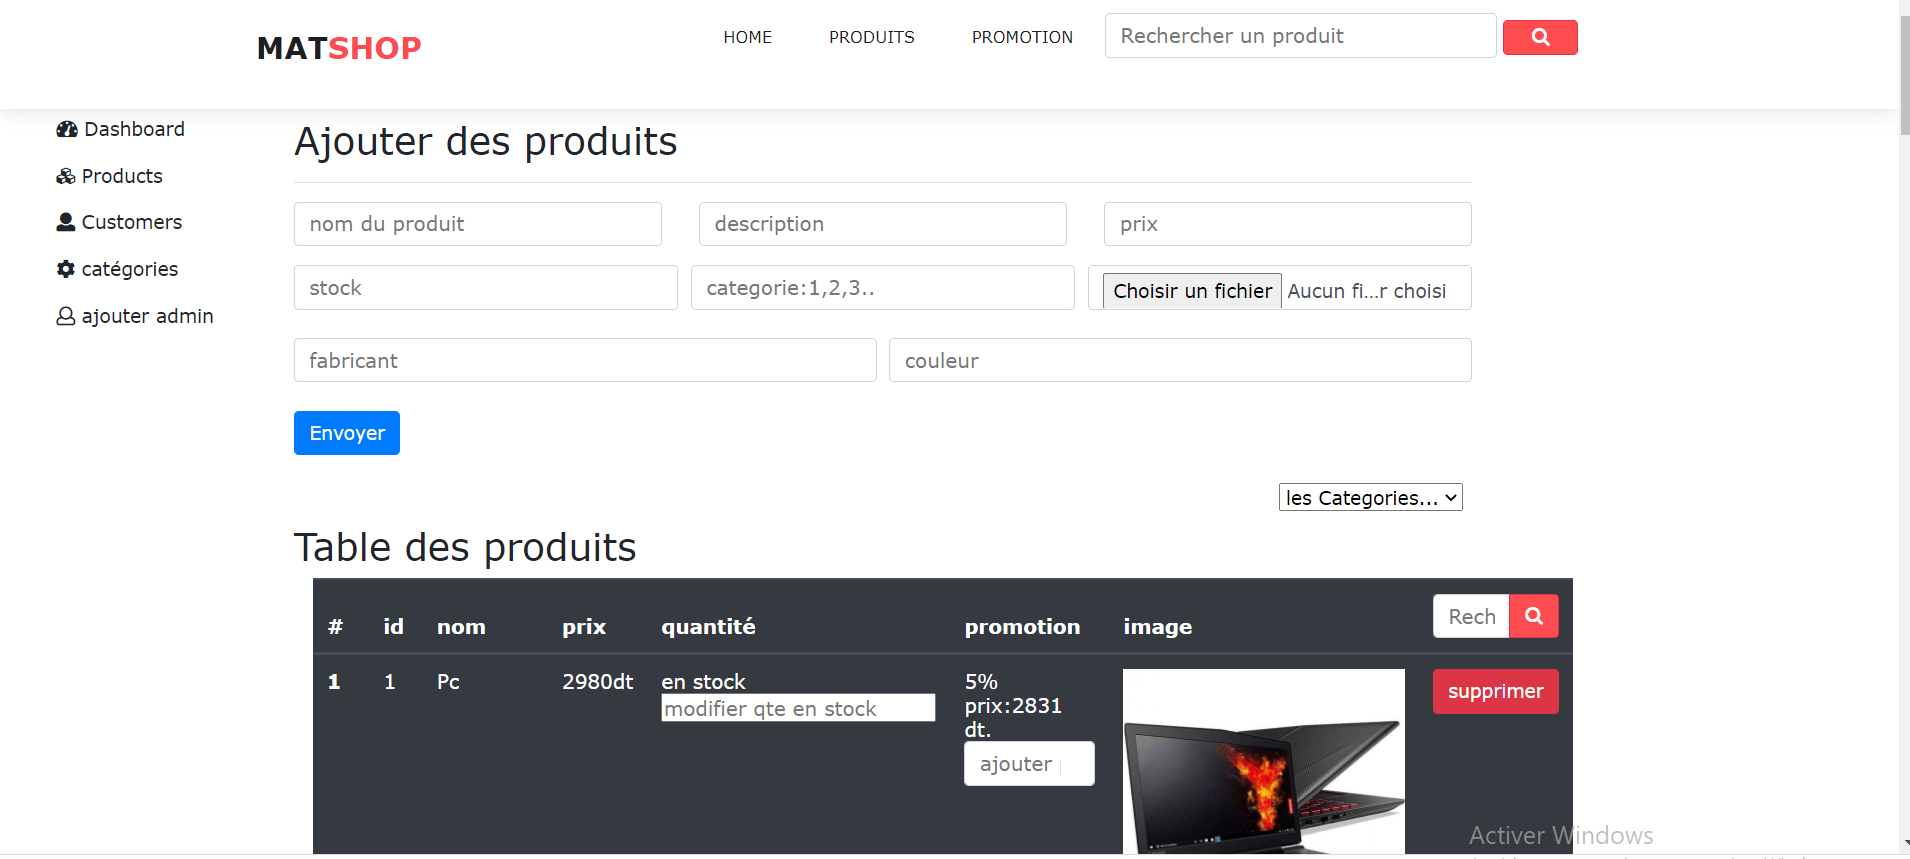 MATSHOP
HOME PRODUITS PROMOTION Rechercher un produit
Dashboard
Products
Customers
catégories
ajouter admin
Ajouter des produits
nom du produit description prix
stock categorie:1,2,3.. Choisir un fichier Aucun fi...r choisi
fabricant couleur
Envoyer
les Categories...
Table des produits
# id nom prix quantité promotion image Rech
1 1 Pc 2980dt en stock 5% supprimer
modifier qte en stock prix:2831
dt.
ajouter
Activer Windows